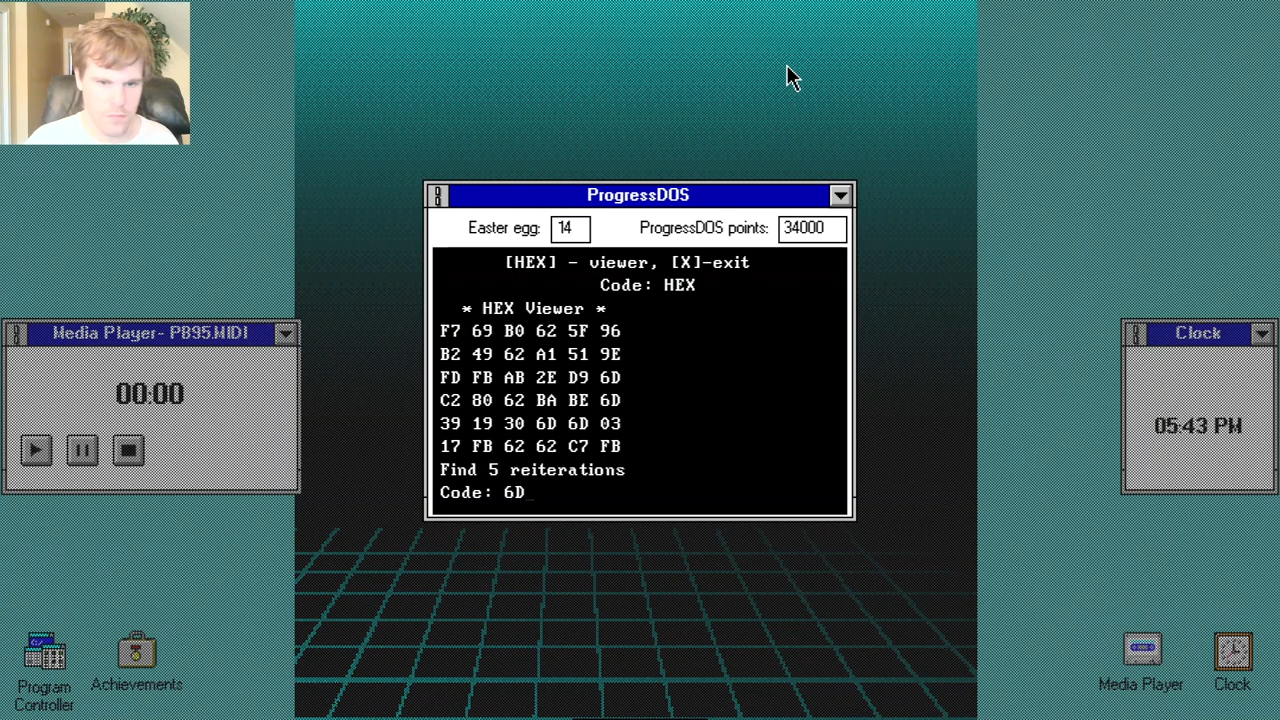 ProgressDOS
Easter egg: 14 ProgressDOS points: 34000
[HEX] - viewer, [X]-exit
Code: HEX
* HEX Viewer *
F7 69 B0 62 5F 96
B2 49 62 A1 51 9E
FD FB AB 2E D9 6D
C2 80 62 BA BE 6D
39 19 30 6D 6D 03
17 FB 62 62 C7 FB
Find 5 reiterations
Code: 6D_
Media Player- PB95.MIDI
00:00
Clock
05:43 PM
Program
Controller
Achievements
Media Player
Clock